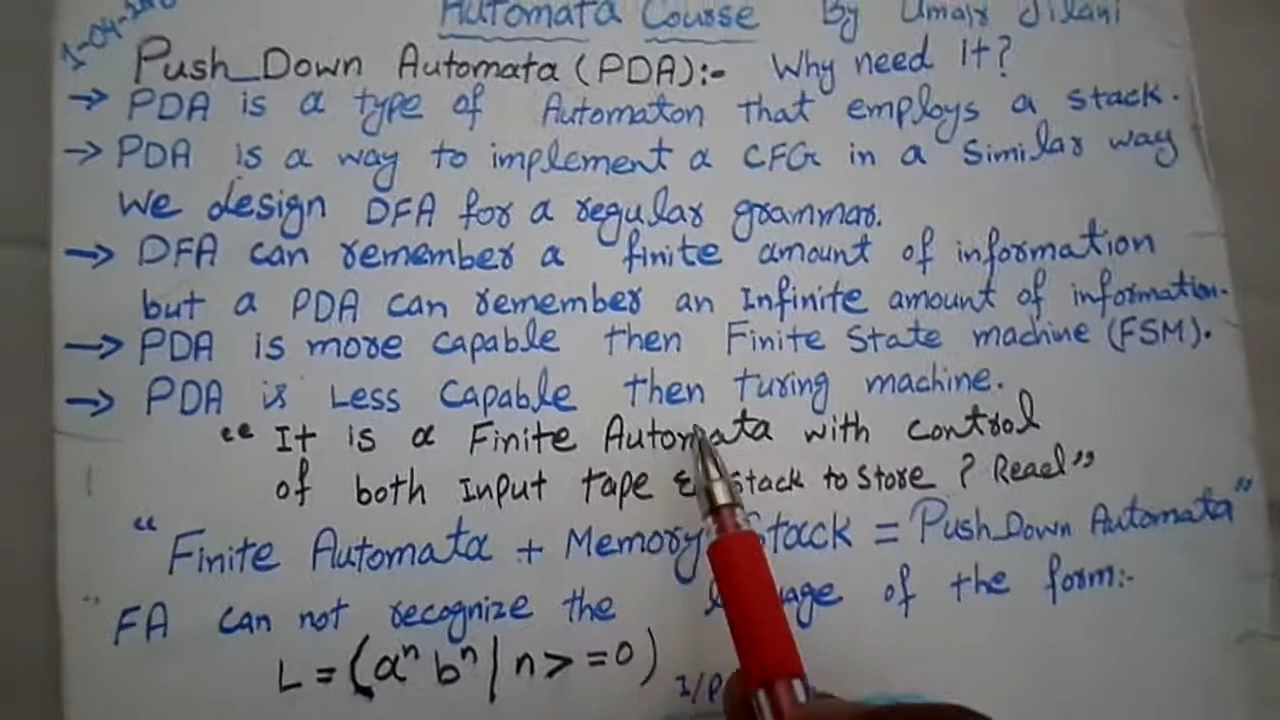 Automata Course By Umair Jilani
Push_Down Automata (PDA):- Why need it?
→ PDA is a type of Automaton that employs a stack.
→ PDA is a way to implement a CFG in a similar way
We design DFA for a regular grammar.
→ DFA can remember a finite amount of information
but a PDA can remember an Infinite amount of information.
→ PDA is more capable then Finite State machine (FSM).
→ PDA is Less Capable then turing machine.
"It is a Finite Automata with control
of both Input tape & Stack to Store ? Read"
"Finite Automata + Memory Stack = Push_Down Automata"
FA can not recognize the of the form:-
L = (aⁿ bⁿ | n >= 0)
I/P